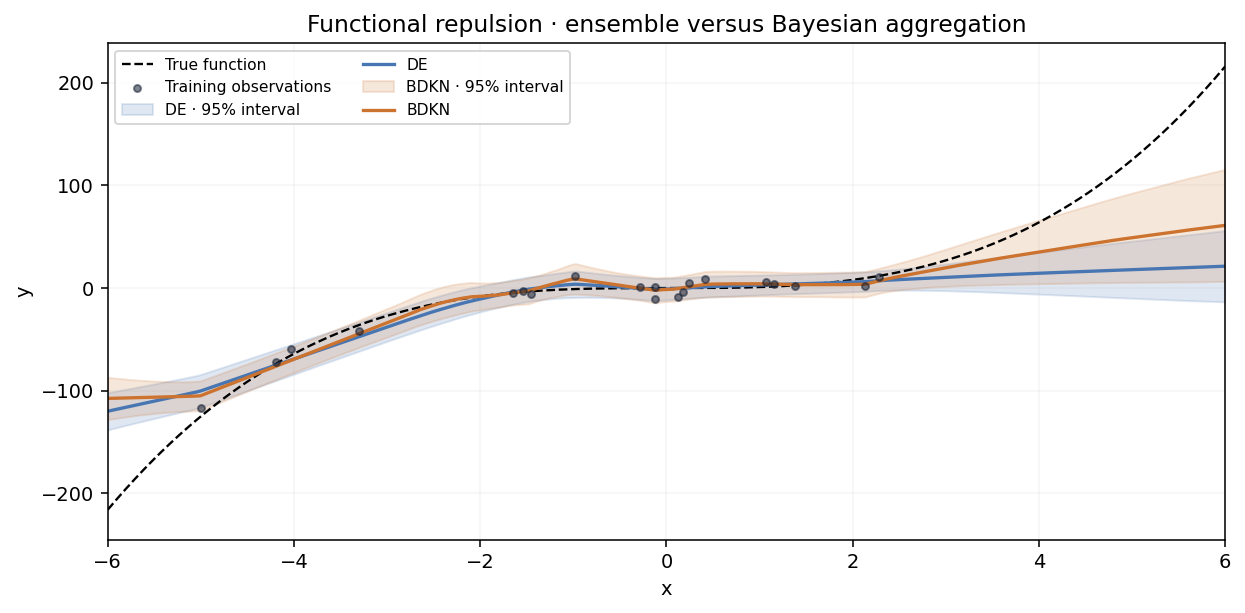 Functional repulsion · ensemble versus Bayesian aggregation
True function
Training observations
DE · 95% interval
DE
BDKN · 95% interval
BDKN
y
200
100
0
−100
−200
−6
−4
−2
0
2
4
6
x